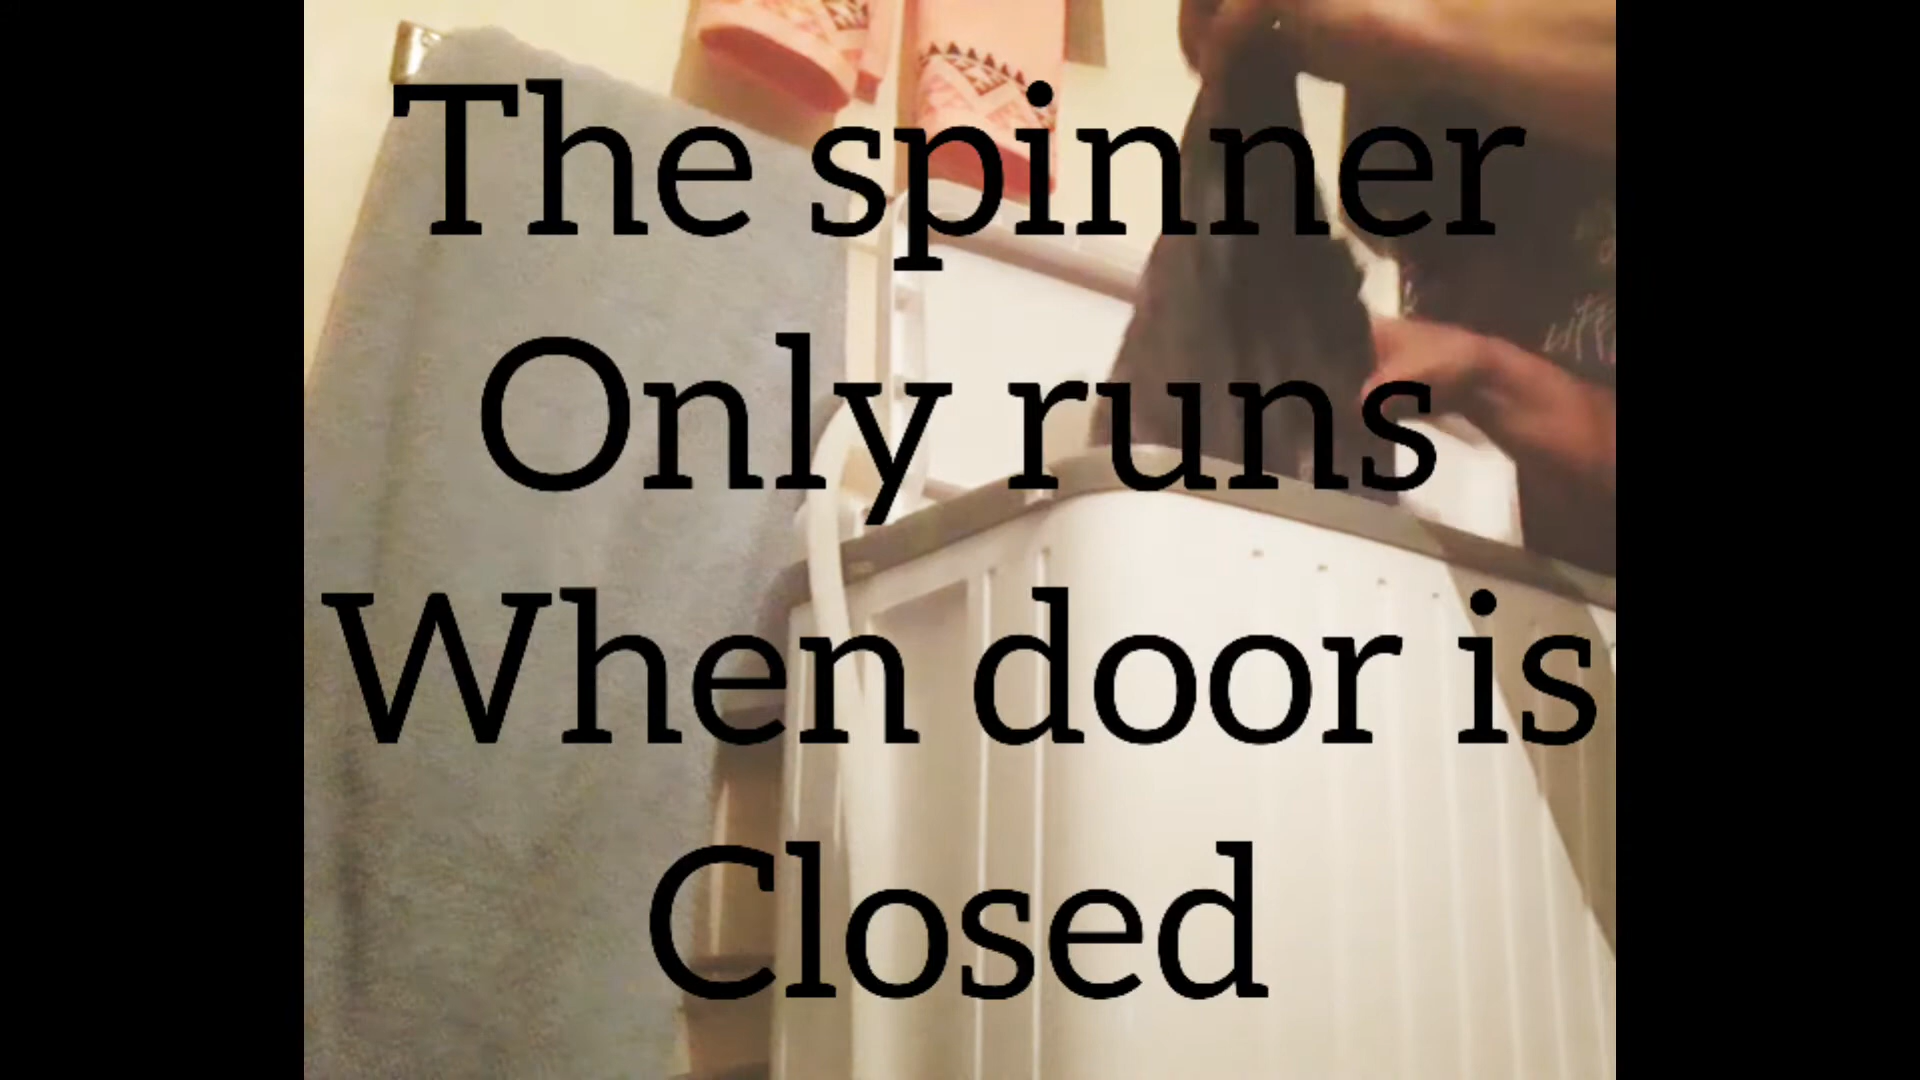 The spinner
Only runs
When door is
Closed